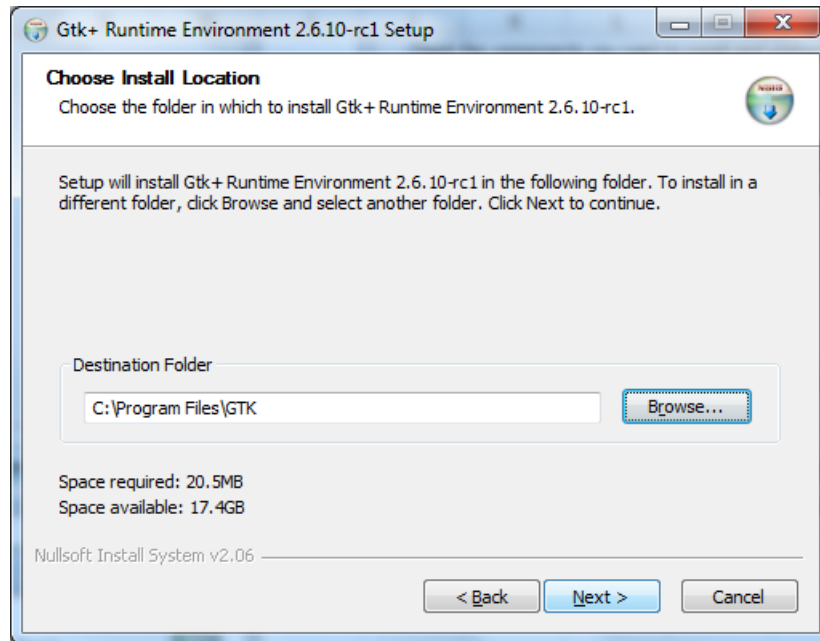 Gtk+ Runtime Environment 2.6.10-rc1 Setup
Choose Install Location
Choose the folder in which to install Gtk+ Runtime Environment 2.6.10-rc1.
Setup will install Gtk+ Runtime Environment 2.6.10-rc1 in the following folder. To install in a
different folder, click Browse and select another folder. Click Next to continue.
Destination Folder
C:\Program Files\GTK
Browse...
Space required: 20.5MB
Space available: 17.4GB
Nullsoft Install System v2.06
< Back
Next >
Cancel